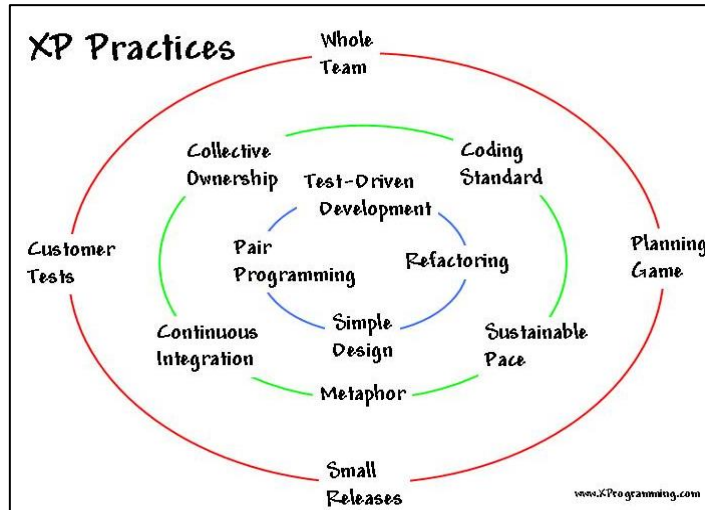 XP Practices
Whole
Team
Collective
Ownership
Coding
Standard
Test-Driven
Development
Customer
Tests
Pair
Programming
Refactoring
Planning
Game
Continuous
Integration
Simple
Design
Sustainable
Pace
Metaphor
Small
Releases
www.XProgramming.com